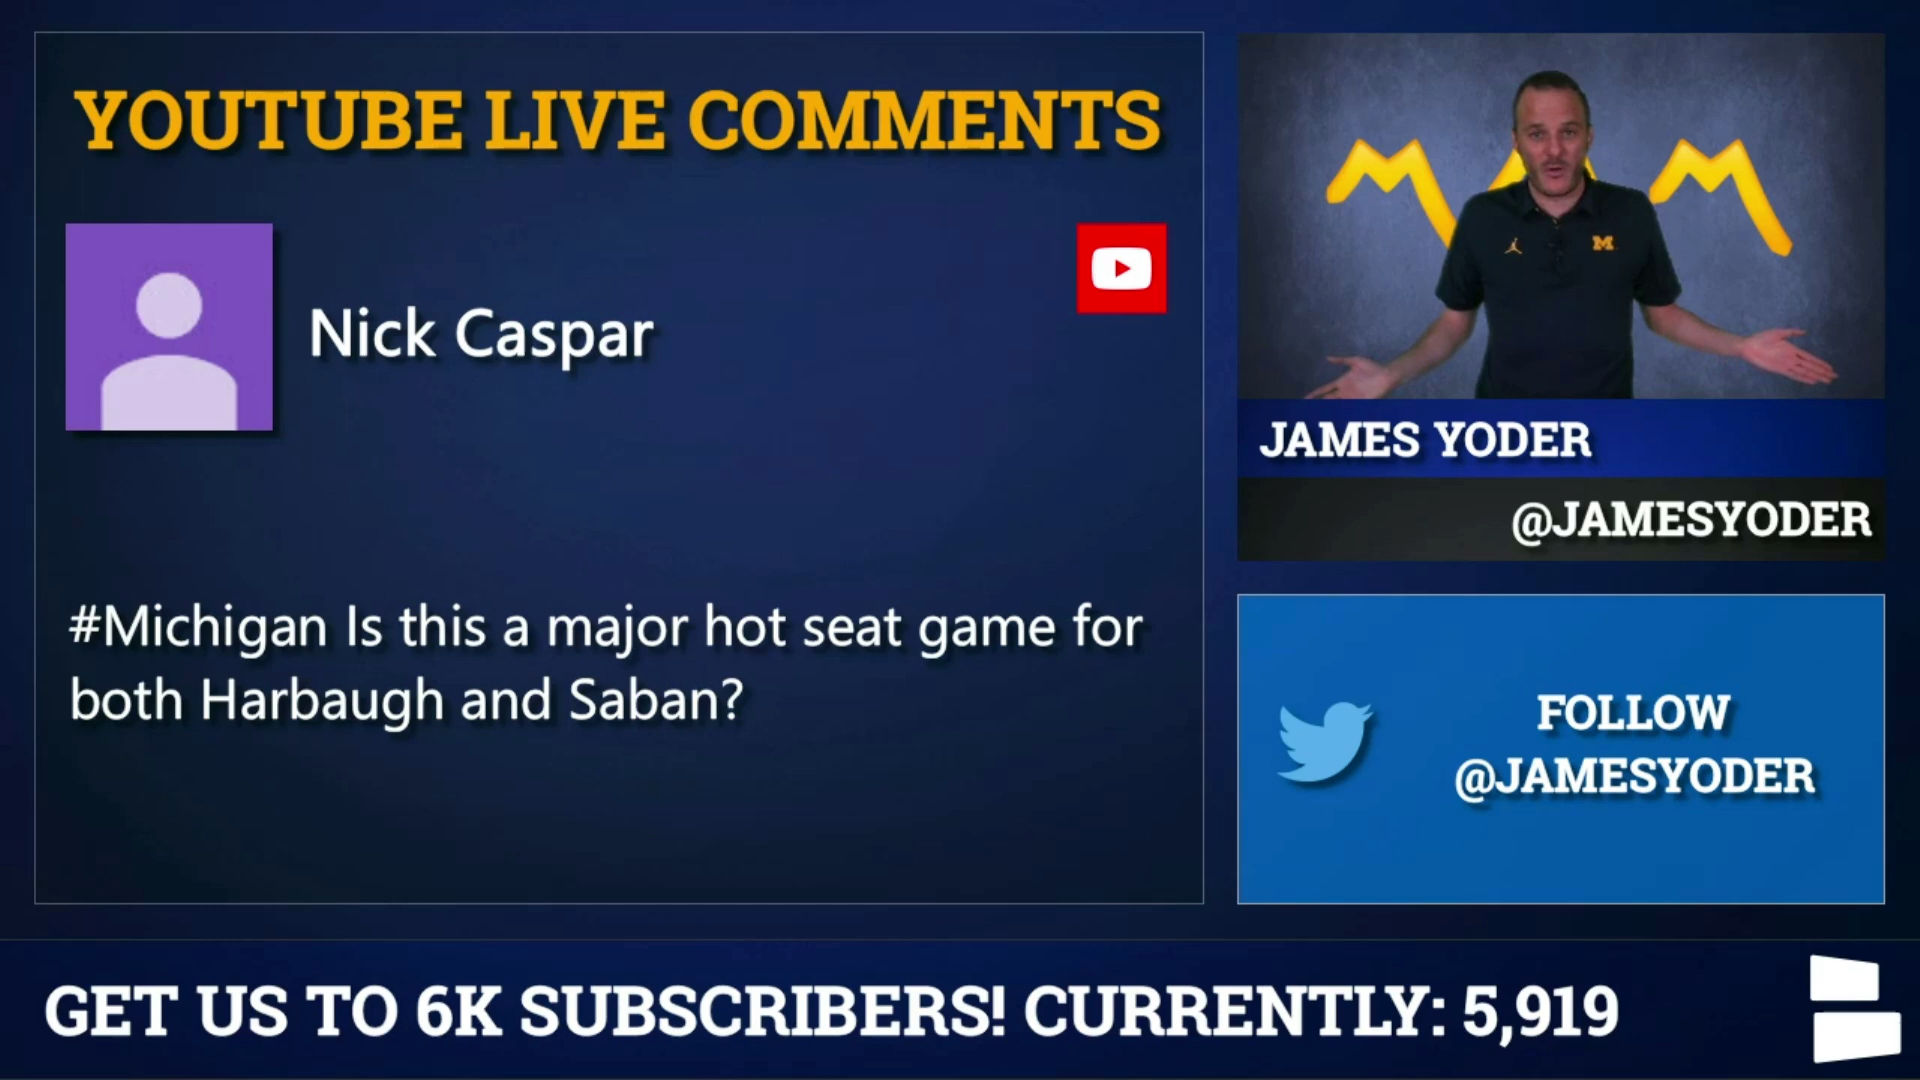 YOUTUBE LIVE COMMENTS
Nick Caspar
#Michigan Is this a major hot seat game for
both Harbaugh and Saban?
M
JAMES YODER
@JAMESYODER
FOLLOW
@JAMESYODER
GET US TO 6K SUBSCRIBERS! CURRENTLY: 5,919